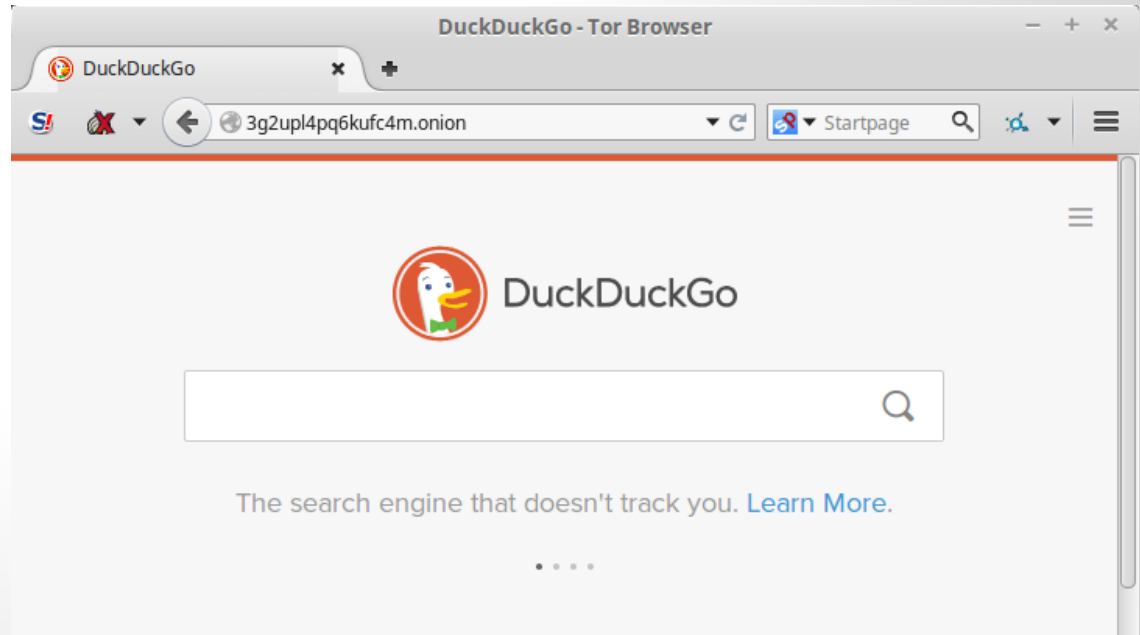 DuckDuckGo - Tor Browser
DuckDuckGo
S!
3g2upl4pq6kufc4m.onion
Startpage
DuckDuckGo
The search engine that doesn't track you. Learn More.